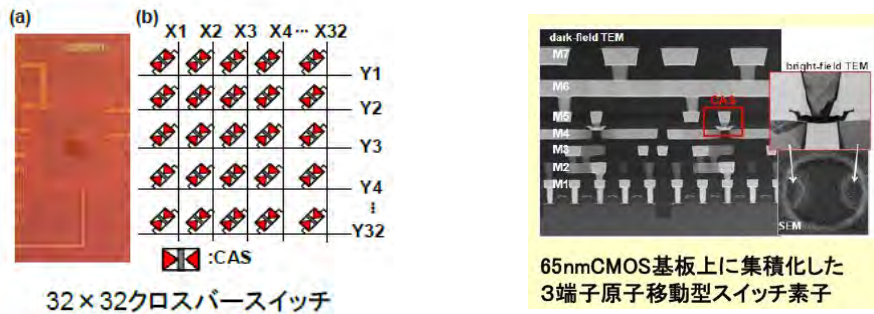 (a)
(b)
X1 X2 X3 X4 ··· X32
Y1
Y2
Y3
Y4
⋮
Y32
:CAS
32×32クロスバースイッチ
dark-field TEM
M7
M6
M5
M4
M3
M2
M1
CAS
bright-field TEM
SEM
65nmCMOS基板上に集積化した
3端子原子移動型スイッチ素子